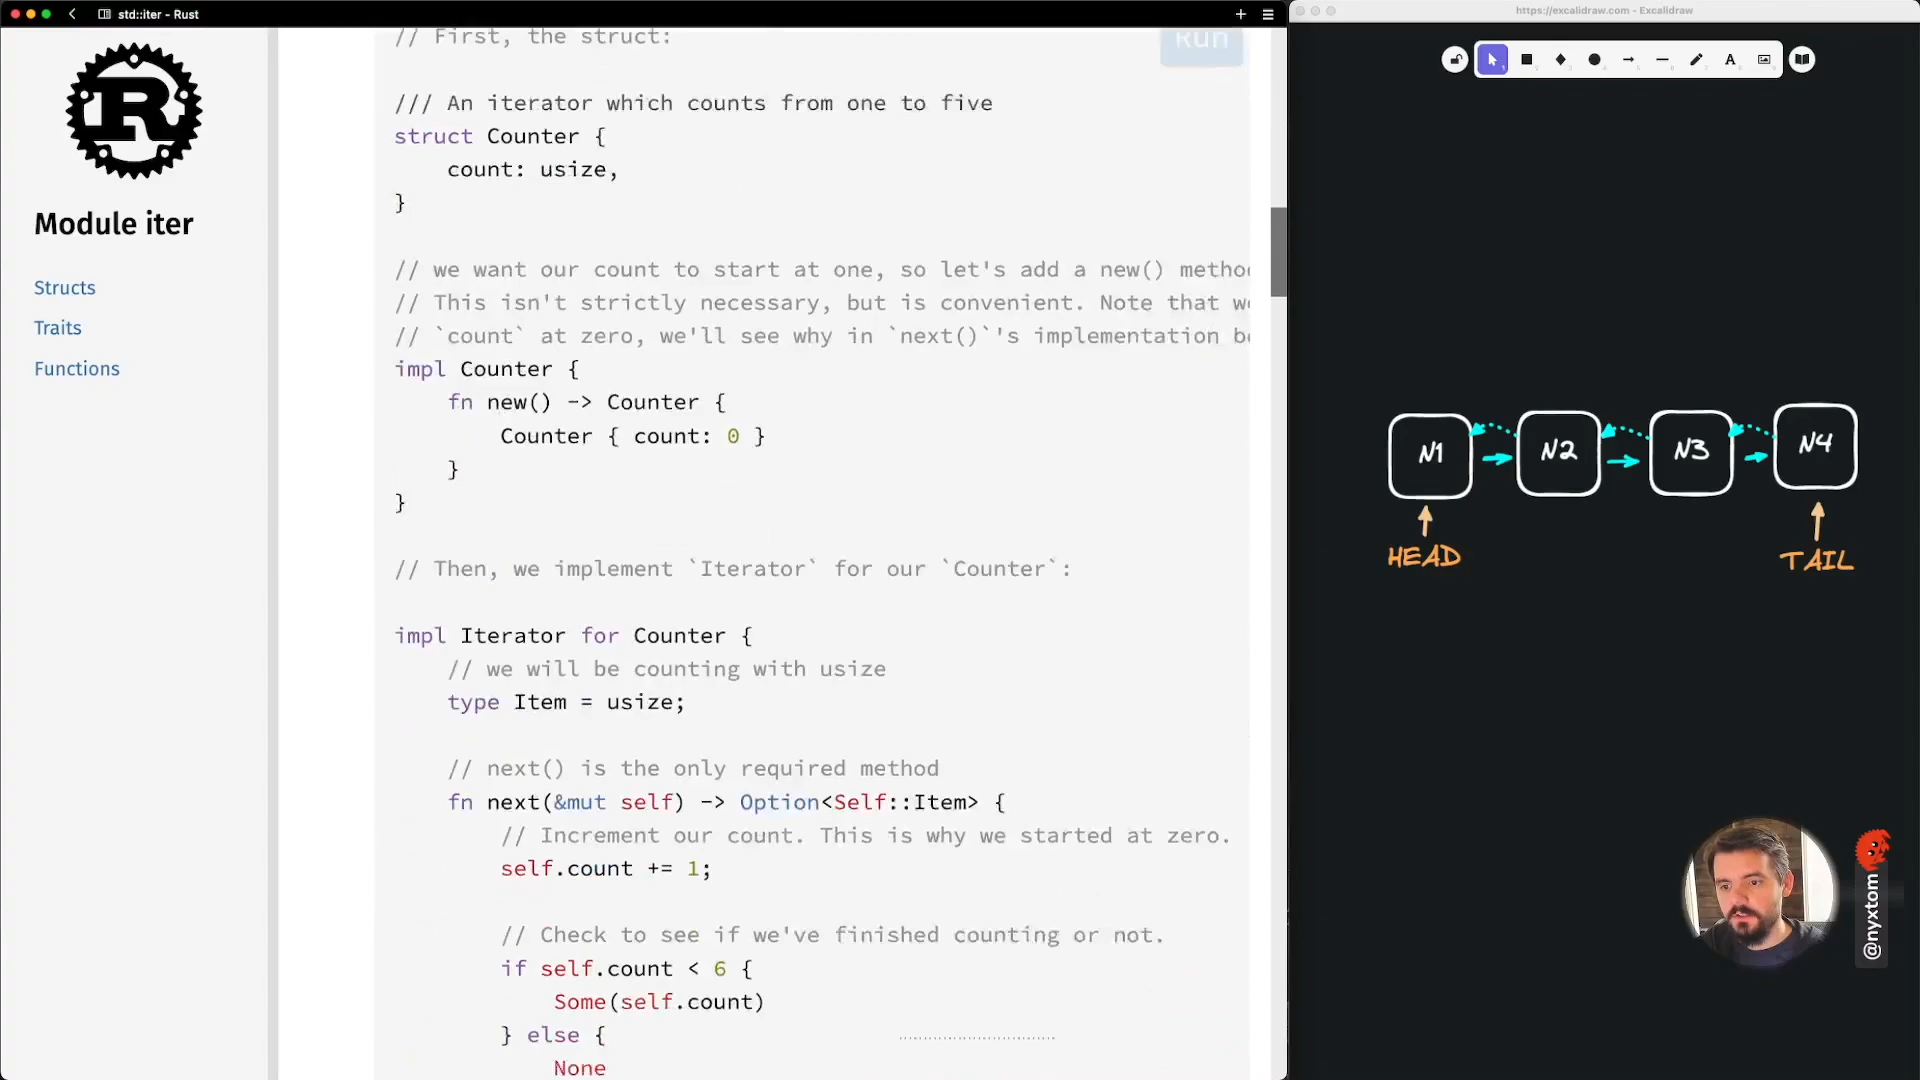 std::iter - Rust
Module iter
Structs
Traits
Functions
// First, the struct:
Run
/// An iterator which counts from one to five
struct Counter {
count: usize,
}
// we want our count to start at one, so let's add a new() metho
// This isn't strictly necessary, but is convenient. Note that w
// `count` at zero, we'll see why in `next()`'s implementation b
impl Counter {
fn new() -> Counter {
Counter { count: 0 }
}
}
// Then, we implement `Iterator` for our `Counter`:
impl Iterator for Counter {
// we will be counting with usize
type Item = usize;
// next() is the only required method
fn next(&mut self) -> Option<Self::Item> {
// Increment our count. This is why we started at zero.
self.count += 1;
// Check to see if we've finished counting or not.
if self.count < 6 {
Some(self.count)
} else {
None
https://excalidraw.com - Excalidraw
A
N1
N2
N3
N4
HEAD
TAIL
@nyxtom